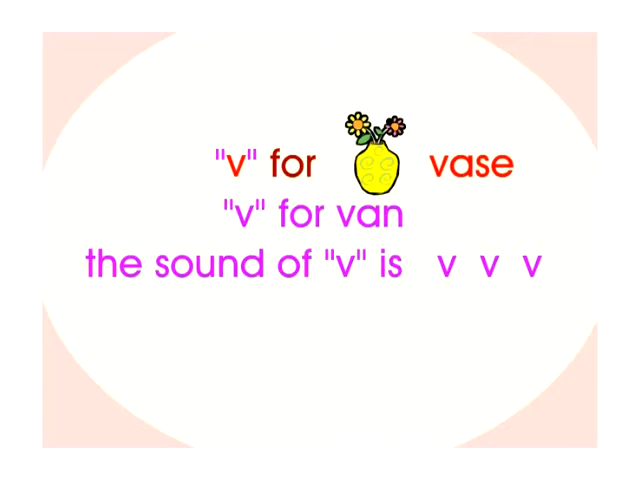 "v" for vase
"v" for van
the sound of "v" is v v v